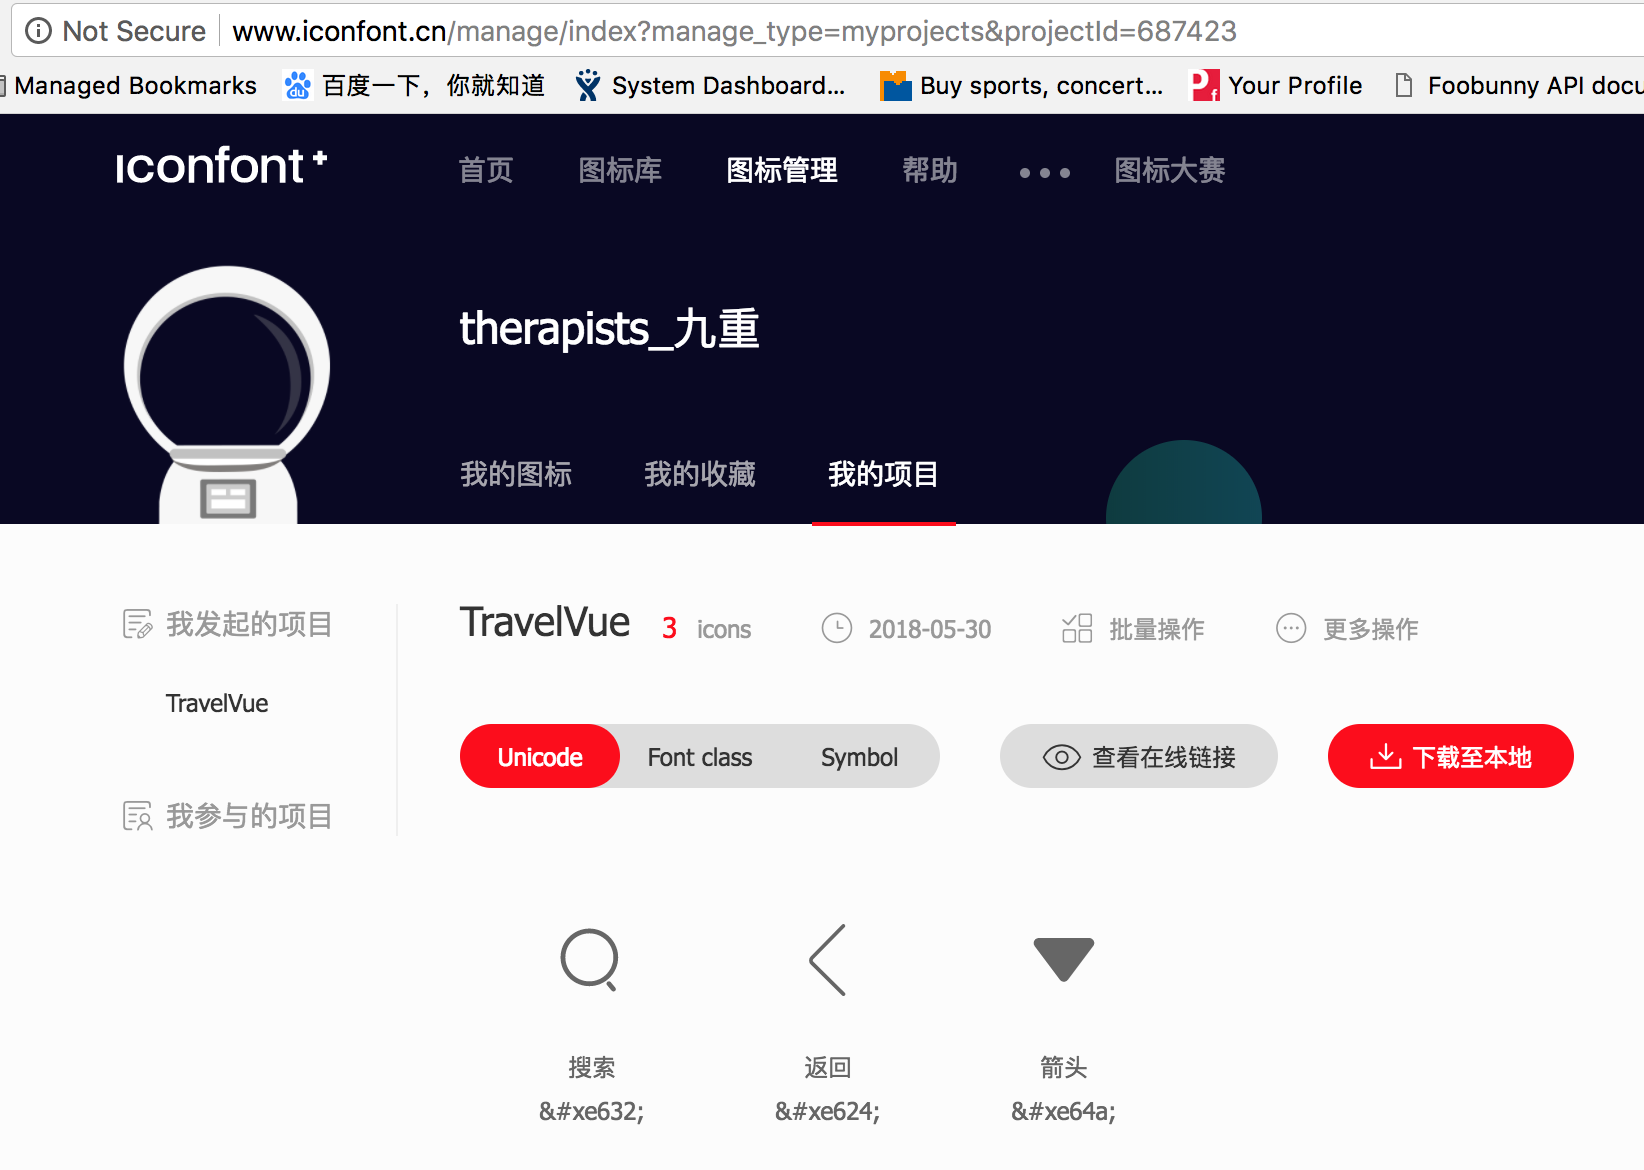 Not Secure www.iconfont.cn/manage/index?manage_type=myprojects&projectId=687423
Managed Bookmarks 百度一下，你就知道 System Dashboard... Buy sports, concert... Your Profile Foobunny API docu
iconfont+ 首页 图标库 图标管理 帮助 ••• 图标大赛
therapists_九重
我的图标 我的收藏 我的项目
我发起的项目 TravelVue 3 icons 2018-05-30 批量操作 更多操作
TravelVue
Unicode Font class Symbol 查看在线链接 下载至本地
我参与的项目
搜索 返回 箭头
&#xe632; &#xe624; &#xe64a;